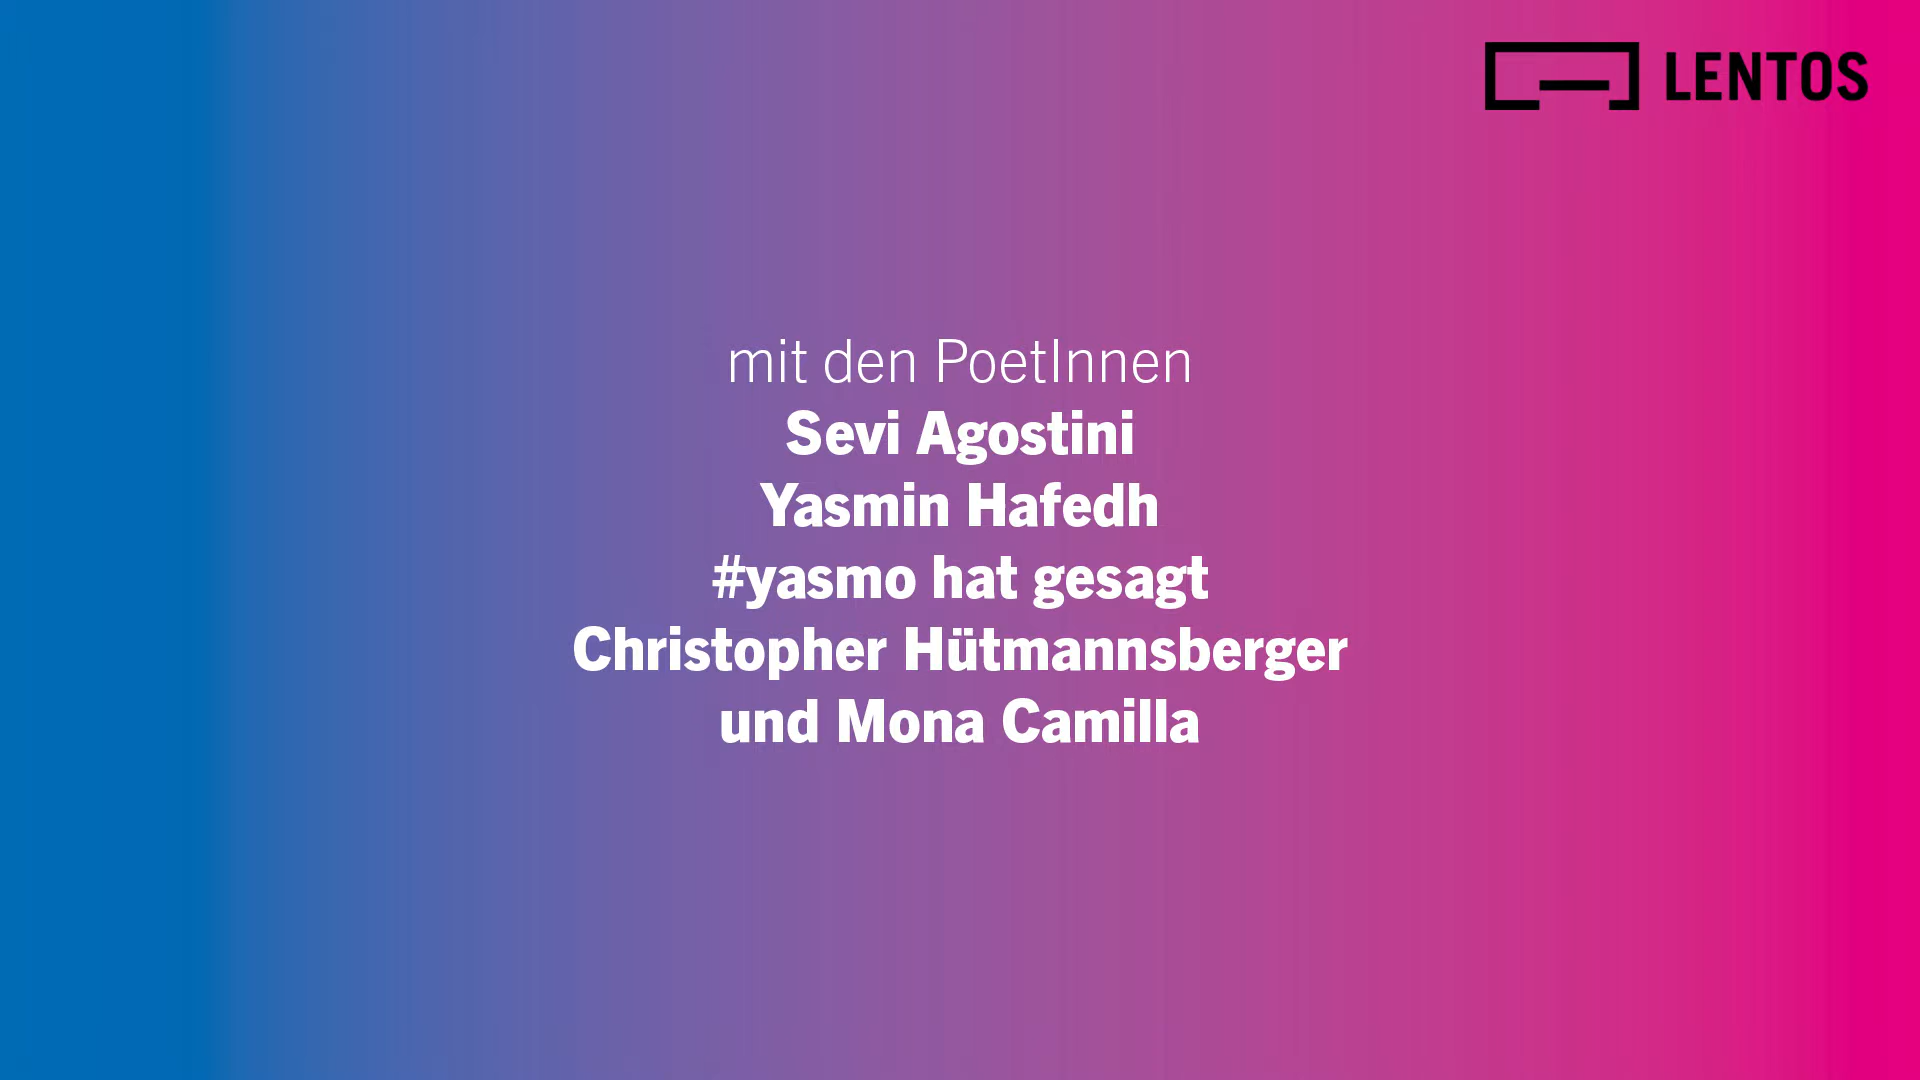 LENTOS
mit den PoetInnen
Sevi Agostini
Yasmin Hafedh
#yasmo hat gesagt
Christopher Hütmannsberger
und Mona Camilla